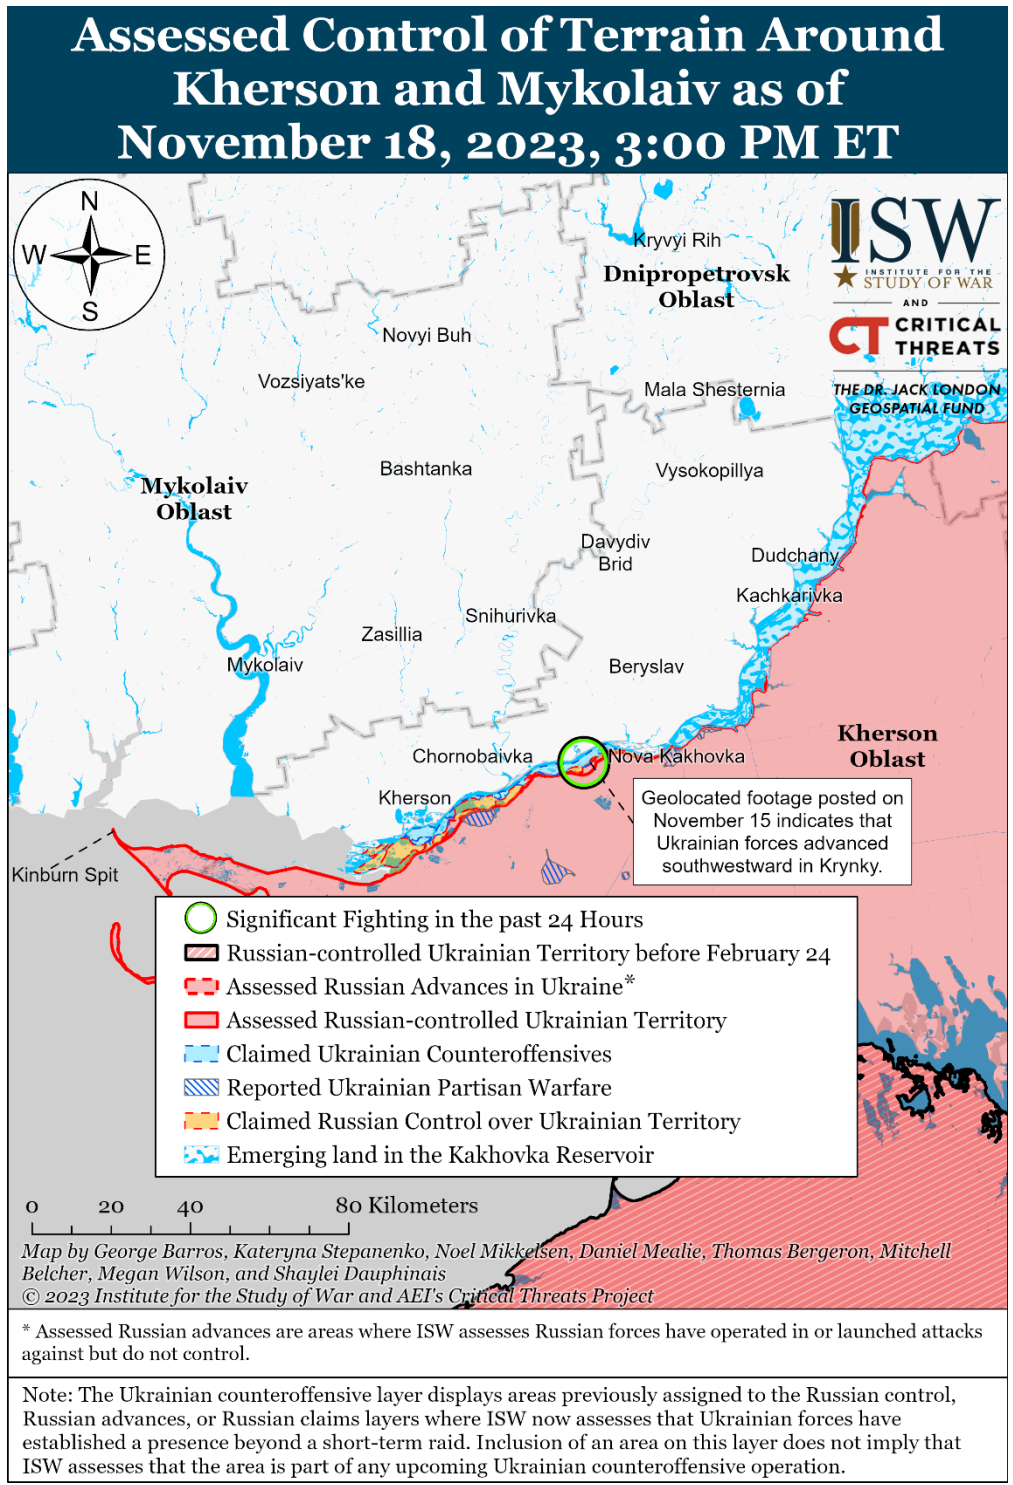 Assessed Control of Terrain Around
Kherson and Mykolaiv as of
November 18, 2023, 3:00 PM ET
N
W
E
S
ISW
INSTITUTE FOR THE
STUDY OF WAR
AND
CT CRITICAL
THREATS
THE DR. JACK LONDON
GEOSPATIAL FUND
Kryvyi Rih
Dnipropetrovsk
Oblast
Novyi Buh
Vozsiyats'ke
Mala Shesternia
Bashtanka
Vysokopillya
Mykolaiv
Oblast
Davydiv
Brid
Dudchany
Kachkarivka
Snihurivka
Zasillia
Mykolaiv
Beryslav
Kherson
Oblast
Chornobaivka
Nova Kakhovka
Kherson
Geolocated footage posted on
November 15 indicates that
Ukrainian forces advanced
southwestward in Krynky.
Kinburn Spit
Significant Fighting in the past 24 Hours
Russian-controlled Ukrainian Territory before February 24
Assessed Russian Advances in Ukraine*
Assessed Russian-controlled Ukrainian Territory
Claimed Ukrainian Counteroffensives
Reported Ukrainian Partisan Warfare
Claimed Russian Control over Ukrainian Territory
Emerging land in the Kakhovka Reservoir
0 20 40 80 Kilometers
Map by George Barros, Kateryna Stepanenko, Noel Mikkelsen, Daniel Mealie, Thomas Bergeron, Mitchell
Belcher, Megan Wilson, and Shaylei Dauphinais
© 2023 Institute for the Study of War and AEI's Critical Threats Project
* Assessed Russian advances are areas where ISW assesses Russian forces have operated in or launched attacks
against but do not control.
Note: The Ukrainian counteroffensive layer displays areas previously assigned to the Russian control,
Russian advances, or Russian claims layers where ISW now assesses that Ukrainian forces have
established a presence beyond a short-term raid. Inclusion of an area on this layer does not imply that
ISW assesses that the area is part of any upcoming Ukrainian counteroffensive operation.